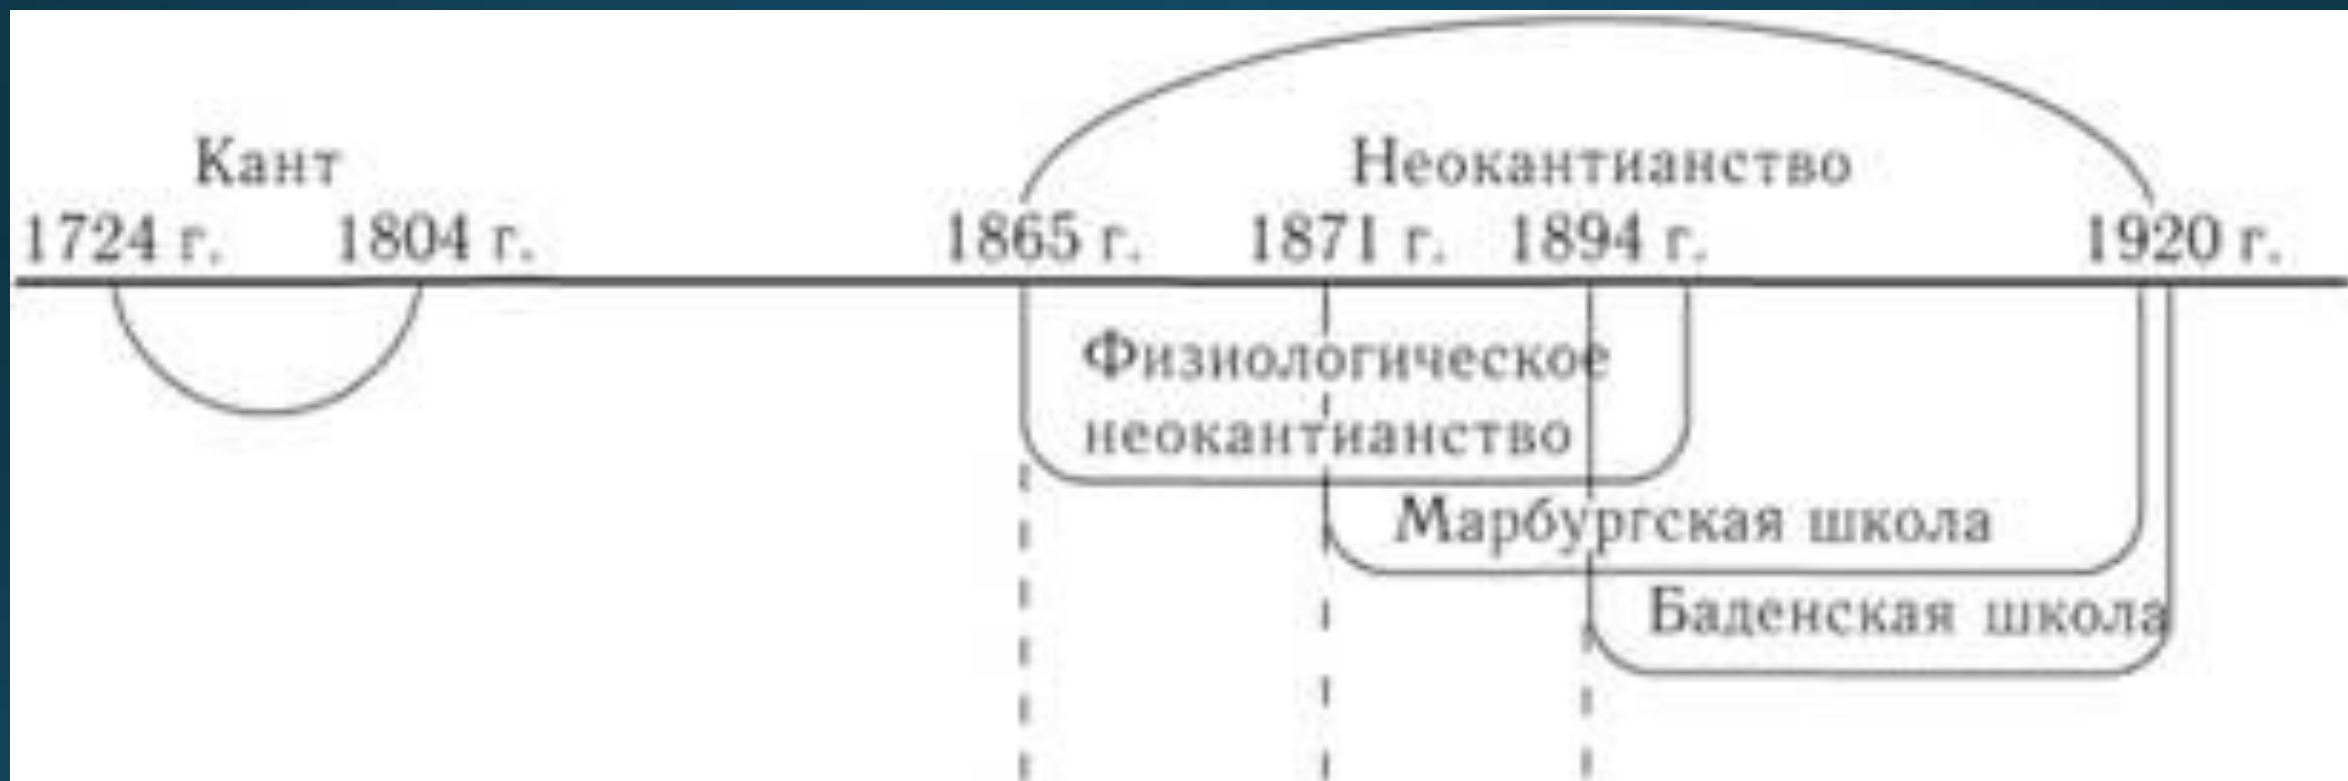 Кант
Неокантианство
1724 г. 1804 г. 1865 г. 1871 г. 1894 г. 1920 г.
Физиологическое
неокантианство
Марбургская школа
Баденская школа